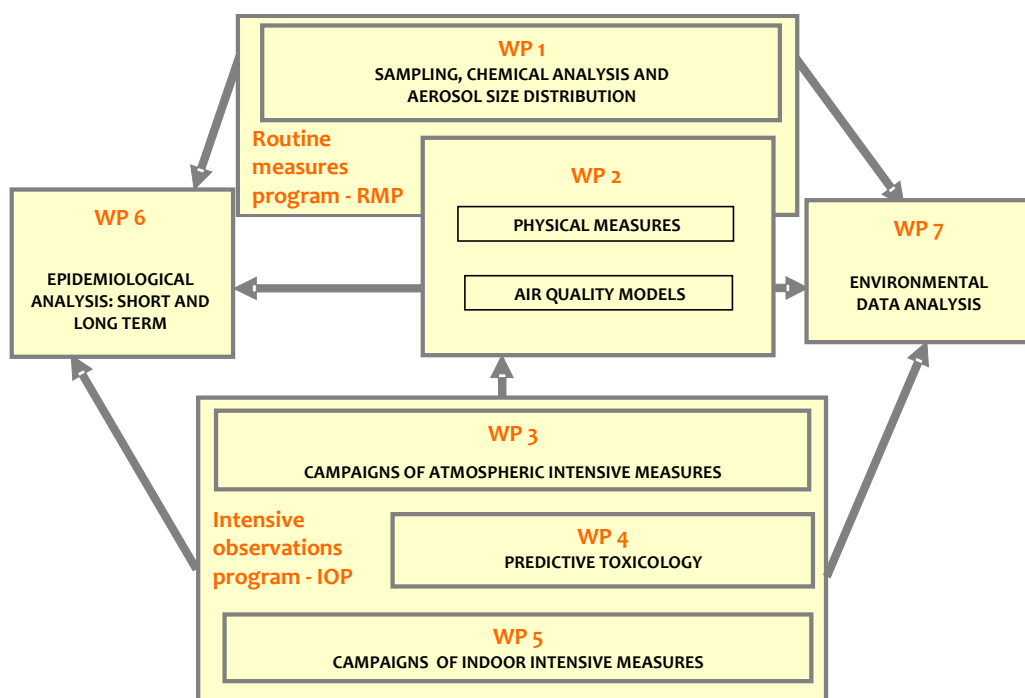 WP 1
SAMPLING, CHEMICAL ANALYSIS AND
AEROSOL SIZE DISTRIBUTION
Routine
measures
program - RMP
WP 2
PHYSICAL MEASURES
AIR QUALITY MODELS
WP 6
EPIDEMIOLOGICAL
ANALYSIS: SHORT AND
LONG TERM
WP 7
ENVIRONMENTAL
DATA ANALYSIS
WP 3
CAMPAIGNS OF ATMOSPHERIC INTENSIVE MEASURES
Intensive
observations
program - IOP
WP 4
PREDICTIVE TOXICOLOGY
WP 5
CAMPAIGNS OF INDOOR INTENSIVE MEASURES